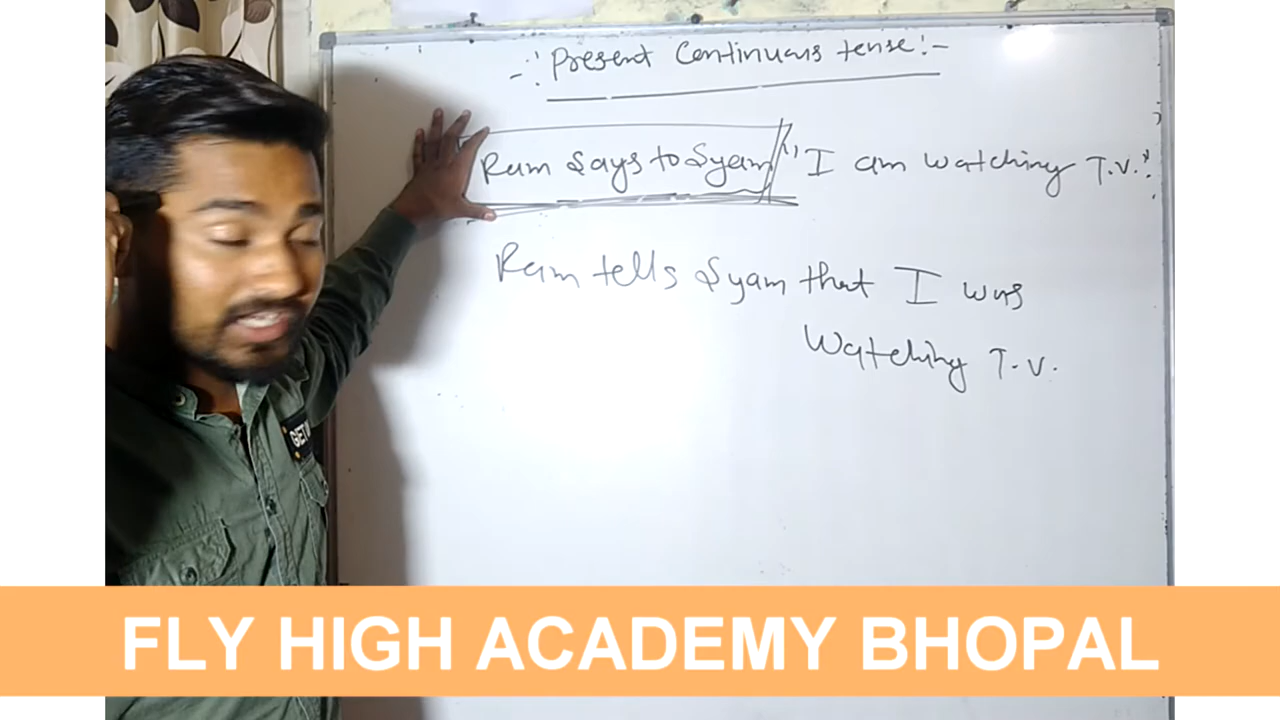 -: Present Continuous tense:-
Ram Says to Syam, "I am watching T.V."
Ram tells Syam that I was
Watching T.V.
GET
FLY HIGH ACADEMY BHOPAL